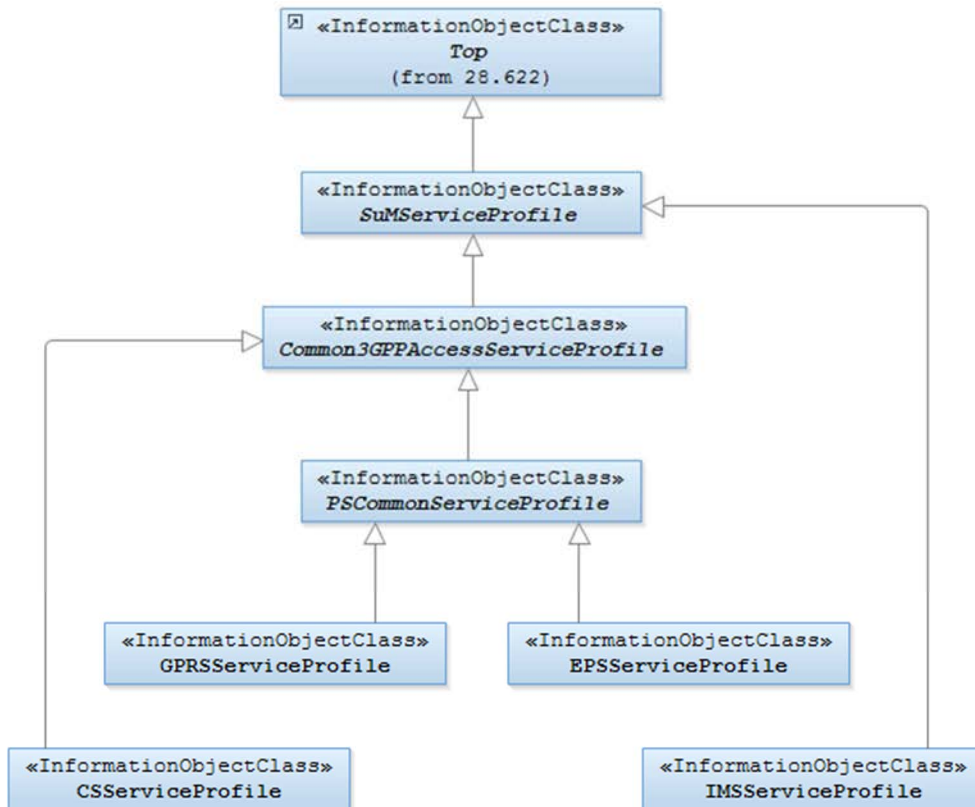 «InformationObjectClass»
Top
(from 28.622)
«InformationObjectClass»
SuMServiceProfile
«InformationObjectClass»
Common3GPPAccessServiceProfile
«InformationObjectClass»
PSCommonServiceProfile
«InformationObjectClass»
GPRSServiceProfile
«InformationObjectClass»
EPSServiceProfile
«InformationObjectClass»
CSServiceProfile
«InformationObjectClass»
IMSServiceProfile